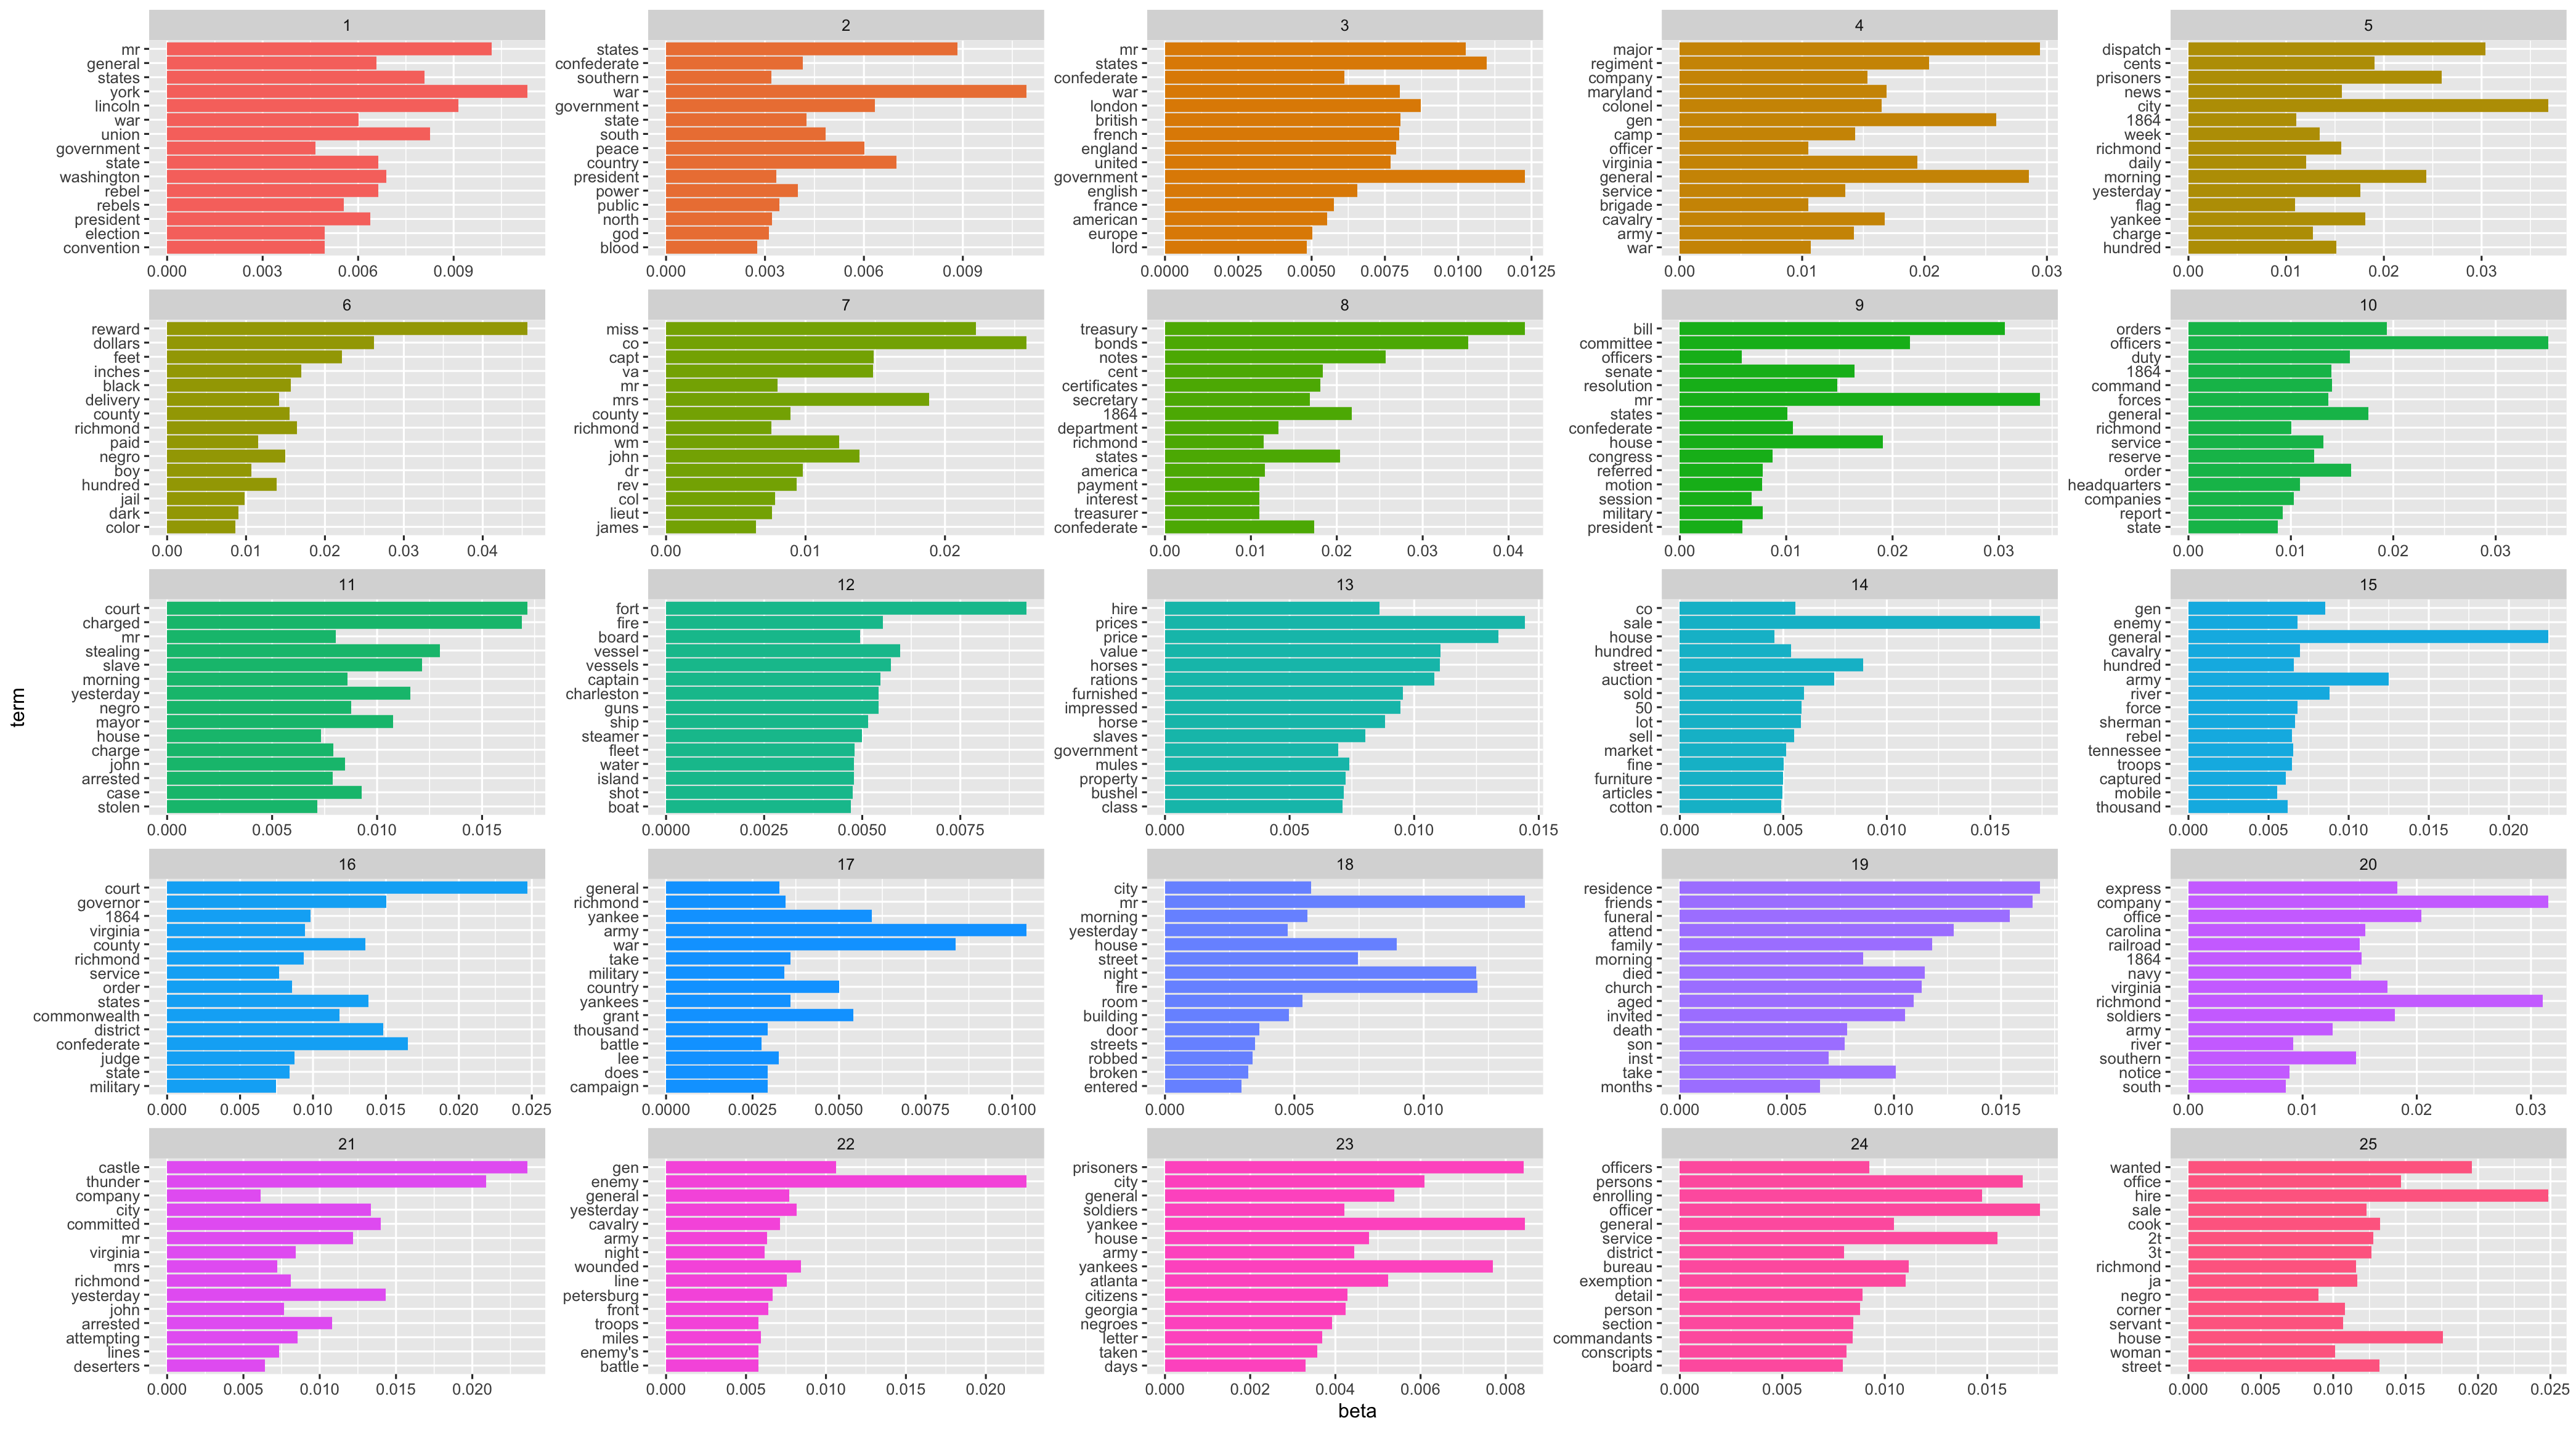 term
1
mr
general
states
york
lincoln
war
union
government
state
washington
rebel
rebels
president
election
convention
0.000 0.003 0.006 0.009
2
states
confederate
southern
war
government
state
south
peace
country
president
power
public
north
god
blood
0.000 0.003 0.006 0.009
3
mr
states
confederate
war
london
british
french
england
united
government
english
france
american
europe
lord
0.0000 0.0025 0.0050 0.0075 0.0100 0.0125
4
major
regiment
company
maryland
colonel
gen
camp
officer
virginia
general
service
brigade
cavalry
army
war
0.00 0.01 0.02 0.03
5
dispatch
cents
prisoners
news
city
1864
week
richmond
daily
morning
yesterday
flag
yankee
charge
hundred
0.00 0.01 0.02 0.03
6
reward
dollars
feet
inches
black
delivery
county
richmond
paid
negro
boy
hundred
jail
dark
color
0.00 0.01 0.02 0.03 0.04
7
miss
co
capt
va
mr
mrs
county
richmond
wm
john
dr
rev
col
lieut
james
0.00 0.01 0.02
8
treasury
bonds
notes
cent
certificates
secretary
1864
department
richmond
states
america
payment
interest
treasurer
confederate
0.00 0.01 0.02 0.03 0.04
9
bill
committee
officers
senate
resolution
mr
states
confederate
house
congress
referred
motion
session
military
president
0.00 0.01 0.02 0.03
10
orders
officers
duty
1864
command
forces
general
richmond
service
reserve
order
headquarters
companies
report
state
0.00 0.01 0.02 0.03
11
court
charged
mr
stealing
slave
morning
yesterday
negro
mayor
house
charge
john
arrested
case
stolen
0.000 0.005 0.010 0.015
12
fort
fire
board
vessel
vessels
captain
charleston
guns
ship
steamer
fleet
water
island
shot
boat
0.0000 0.0025 0.0050 0.0075
13
hire
prices
price
value
horses
rations
furnished
impressed
horse
slaves
government
mules
property
bushel
class
0.000 0.005 0.010 0.015
14
co
sale
house
hundred
street
auction
sold
50
lot
sell
market
fine
furniture
articles
cotton
0.000 0.005 0.010 0.015
15
gen
enemy
general
cavalry
hundred
army
river
force
sherman
rebel
tennessee
troops
captured
mobile
thousand
0.000 0.005 0.010 0.015 0.020
16
court
governor
1864
virginia
county
richmond
service
order
states
commonwealth
district
confederate
judge
state
military
0.000 0.005 0.010 0.015 0.020 0.025
17
general
richmond
yankee
army
war
take
military
country
yankees
grant
thousand
battle
lee
does
campaign
0.0000 0.0025 0.0050 0.0075 0.0100
18
city
mr
morning
yesterday
house
street
night
fire
room
building
door
streets
robbed
broken
entered
0.000 0.005 0.010
19
residence
friends
funeral
attend
family
morning
died
church
aged
invited
death
son
inst
take
months
0.000 0.005 0.010 0.015
20
express
company
office
carolina
railroad
1864
navy
virginia
richmond
soldiers
army
river
southern
notice
south
0.00 0.01 0.02 0.03
21
castle
thunder
company
city
committed
mr
virginia
mrs
richmond
yesterday
john
arrested
attempting
lines
deserters
0.000 0.005 0.010 0.015 0.020
22
gen
enemy
general
yesterday
cavalry
army
night
wounded
line
petersburg
front
troops
miles
enemy's
battle
0.000 0.005 0.010 0.015 0.020
23
prisoners
city
general
soldiers
yankee
house
army
yankees
atlanta
citizens
georgia
negroes
letter
taken
days
0.000 0.002 0.004 0.006 0.008
24
officers
persons
enrolling
officer
general
service
district
bureau
exemption
detail
person
section
commandants
conscripts
board
0.000 0.005 0.010 0.015
25
wanted
office
hire
sale
cook
2t
3t
richmond
ja
negro
corner
servant
house
woman
street
0.000 0.005 0.010 0.015 0.020 0.025
beta